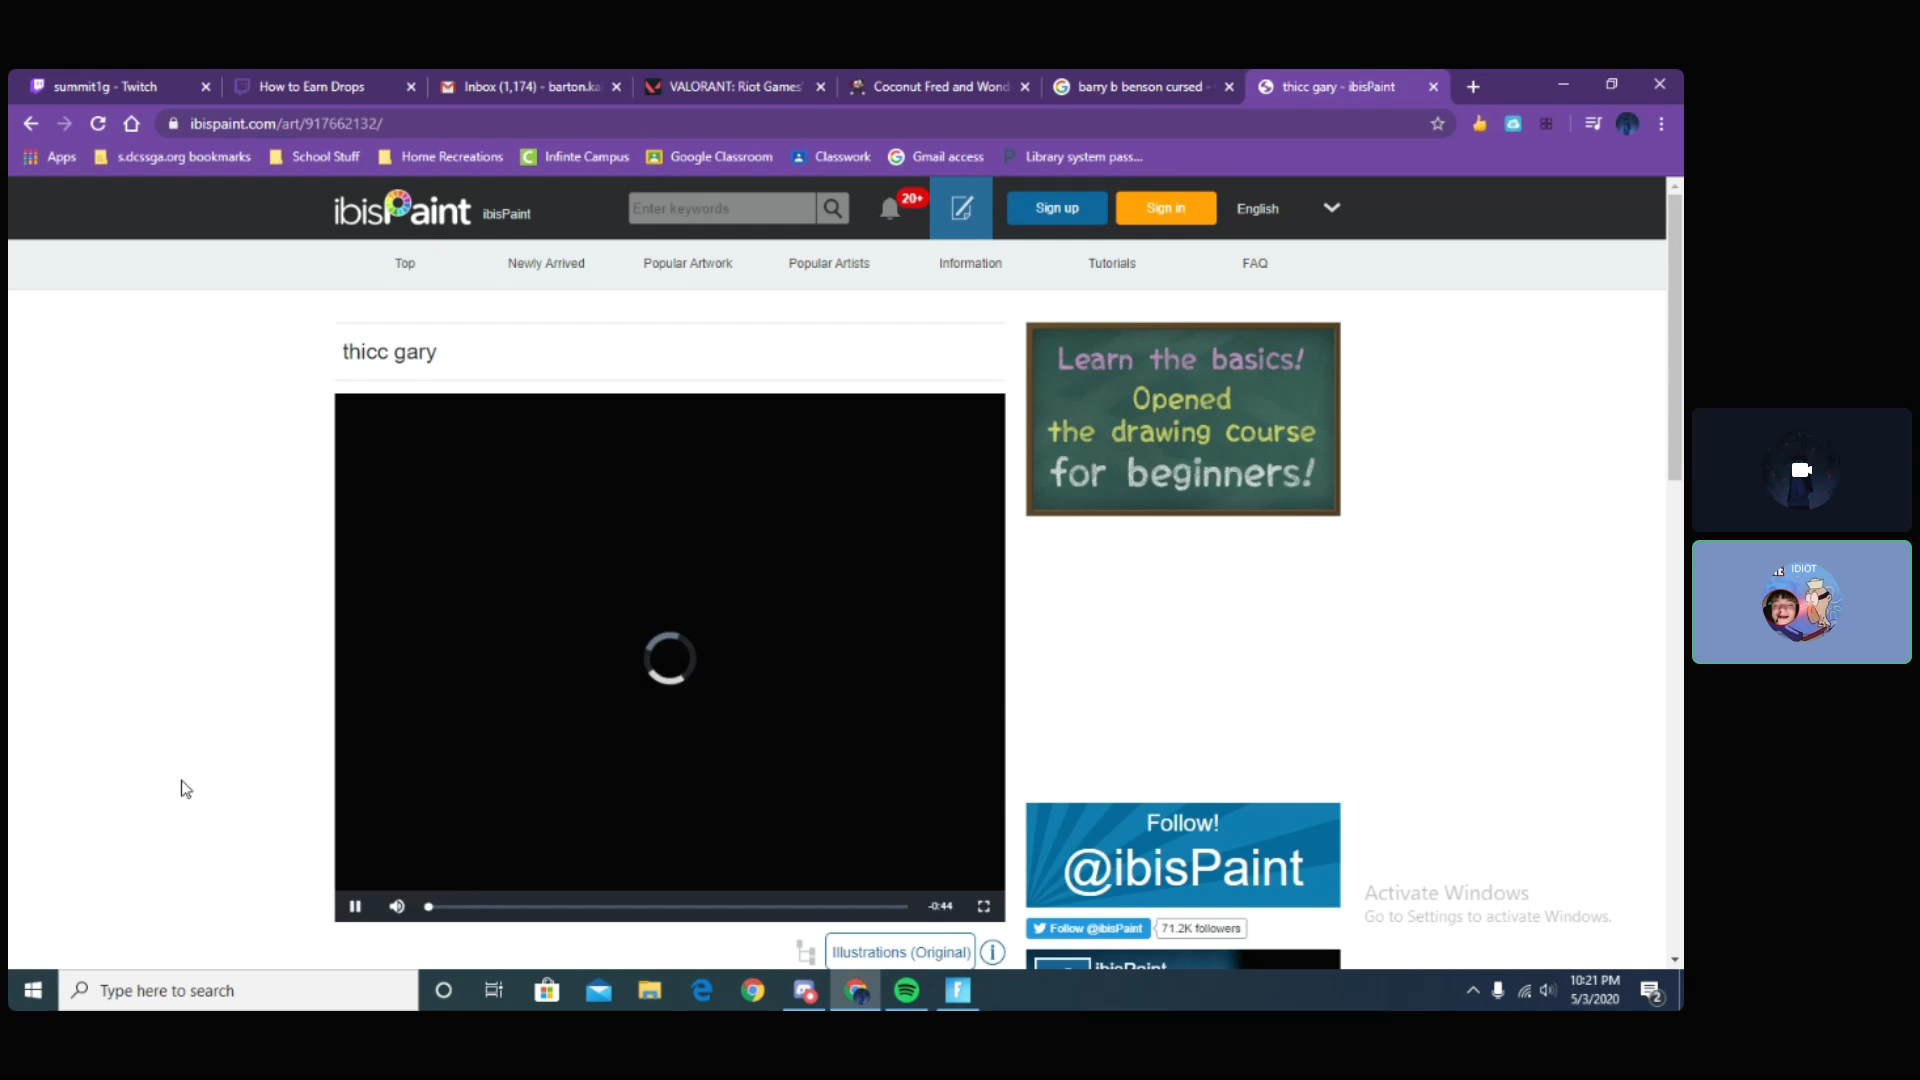 summit1g - Twitch
How to Earn Drops
Inbox (1,174) - barton.ka
VALORANT: Riot Games'
Coconut Fred and Wond
barry b benson cursed -
thicc gary - ibisPaint
ibispaint.com/art/917662132/
Apps
s.dcssga.org bookmarks
School Stuff
Home Recreations
Infinte Campus
Google Classroom
Classwork
Gmail access
Library system pass...
ibisPaint
ibisPaint
Enter keywords
20+
Sign up
Sign in
English
Top
Newly Arrived
Popular Artwork
Popular Artists
Information
Tutorials
FAQ
thicc gary
Learn the basics!
Opened
the drawing course
for beginners!
IDIOT
Follow!
@ibisPaint
Activate Windows
Go to Settings to activate Windows.
-0:44
Follow @ibisPaint
71.2K followers
Illustrations (Original)
ibisPaint
Type here to search
10:21 PM
5/3/2020
2